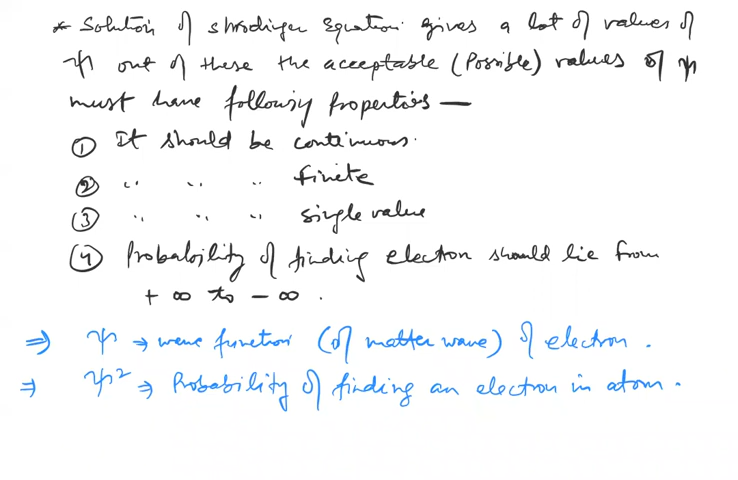 * Solution of shrodinger Equation gives a lot of values of
ψ out of these the acceptable (Possible) values of ψ
must have following properties —
① It should be continuous.
② " " " finite
③ " " " single value
④ Probability of finding electron should lie from
+ ∞ to - ∞ .
⇒ ψ → wave function (of matter wave) of electron .
⇒ ψ² ⇒ Probability of finding an electron in atom .